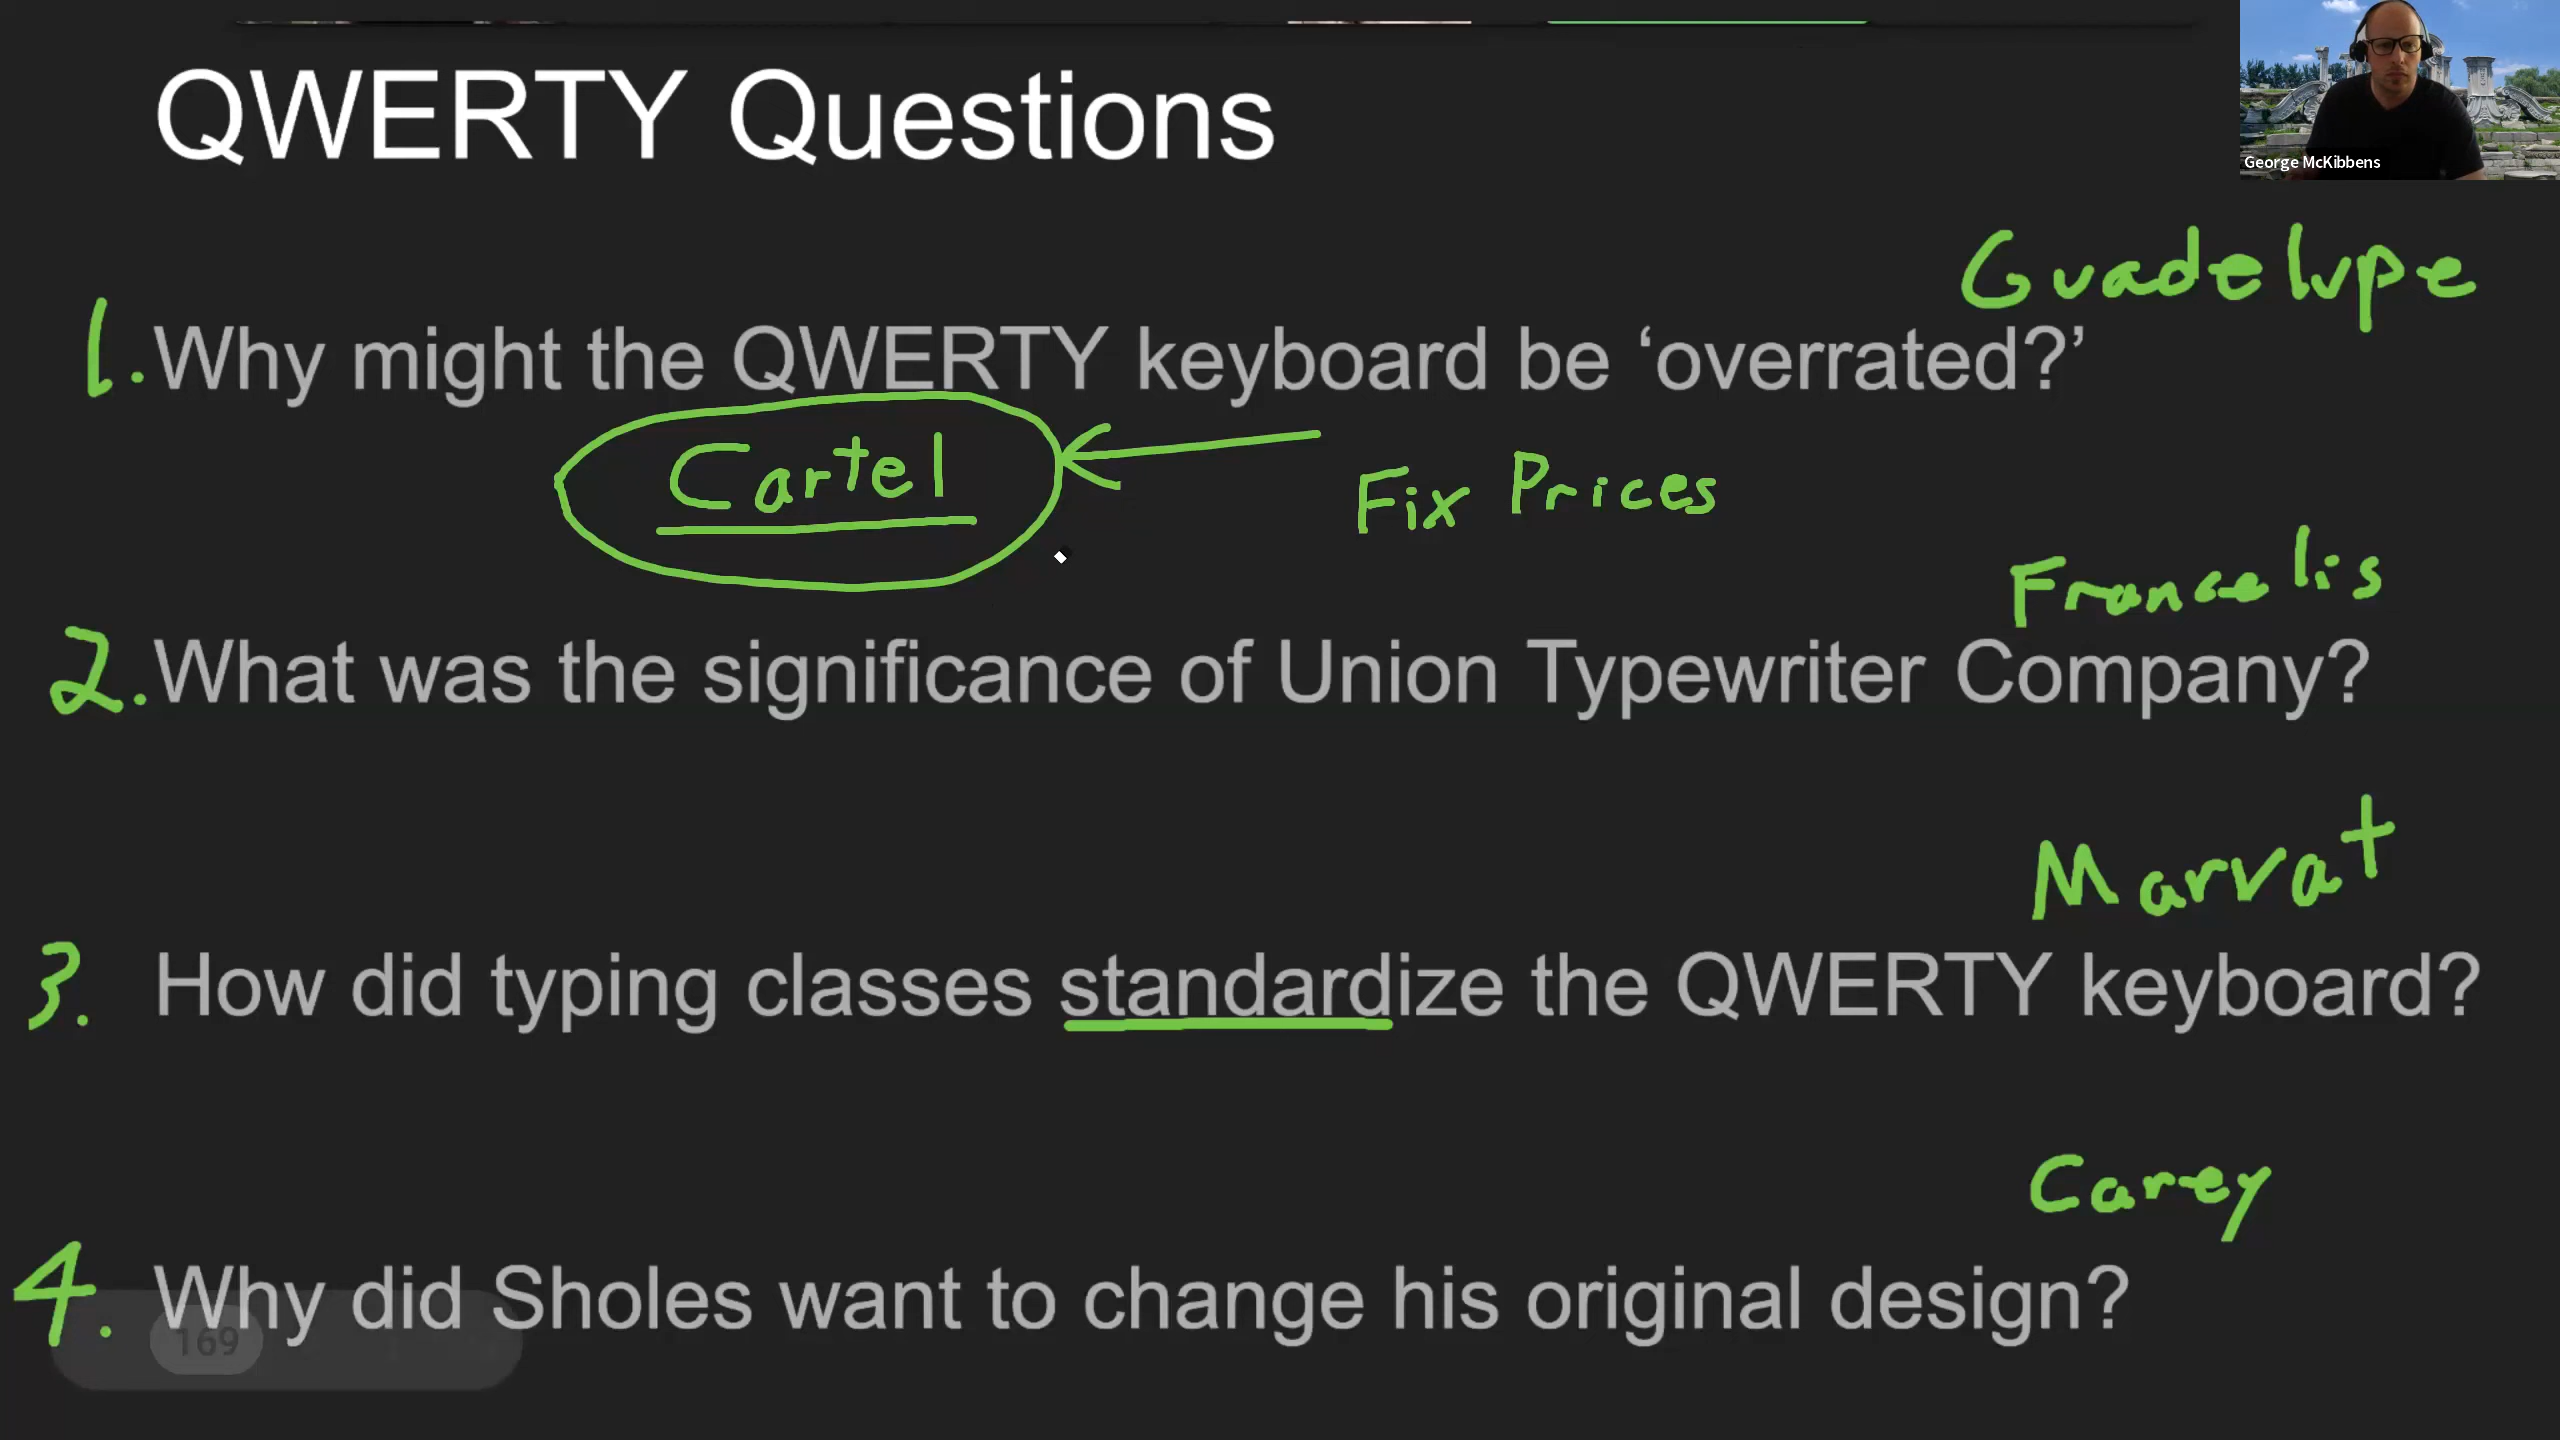 QWERTY Questions
George McKibbens
Guadelupe
1. Why might the QWERTY keyboard be ‘overrated?’
Cartel
Fix Prices
Francelis
2. What was the significance of Union Typewriter Company?
Marvat
3. How did typing classes standardize the QWERTY keyboard?
Carey
4. Why did Sholes want to change his original design?
169